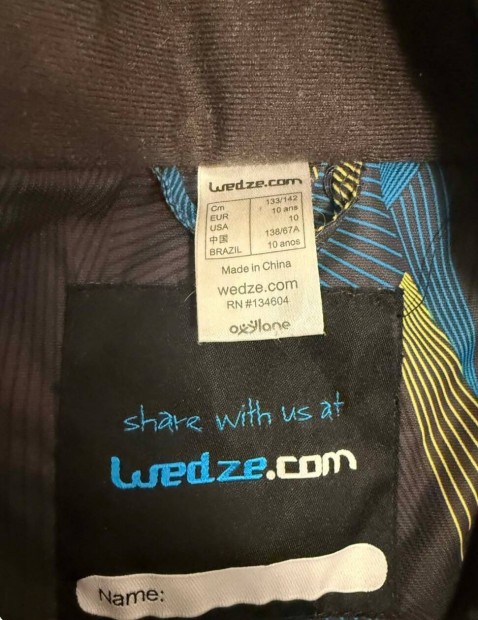 wedze.com
Cm 133/142
EUR 10 ans
USA 10
中国 138/67A
BRAZIL 10 anos
Made in China
wedze.com
RN #134604
oxylane
share with us at
wedze.com
Name: